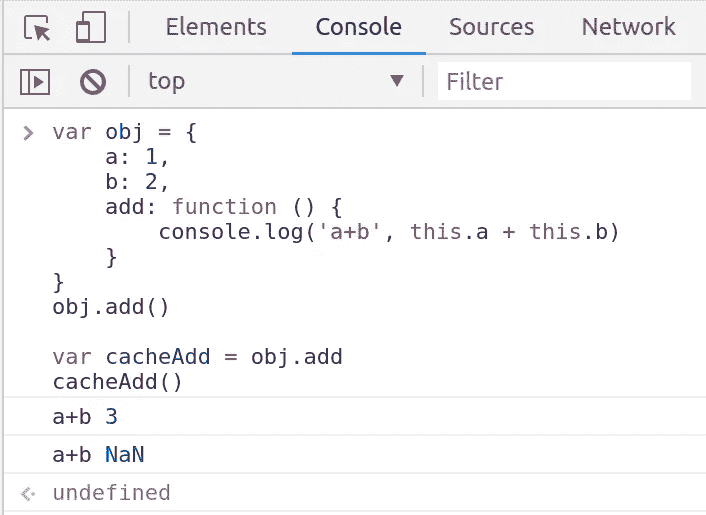 Elements Console Sources Network
top Filter
var obj = {
    a: 1,
    b: 2,
    add: function () {
        console.log('a+b', this.a + this.b)
    }
}
obj.add()

var cacheAdd = obj.add
cacheAdd()
a+b 3
a+b NaN
undefined